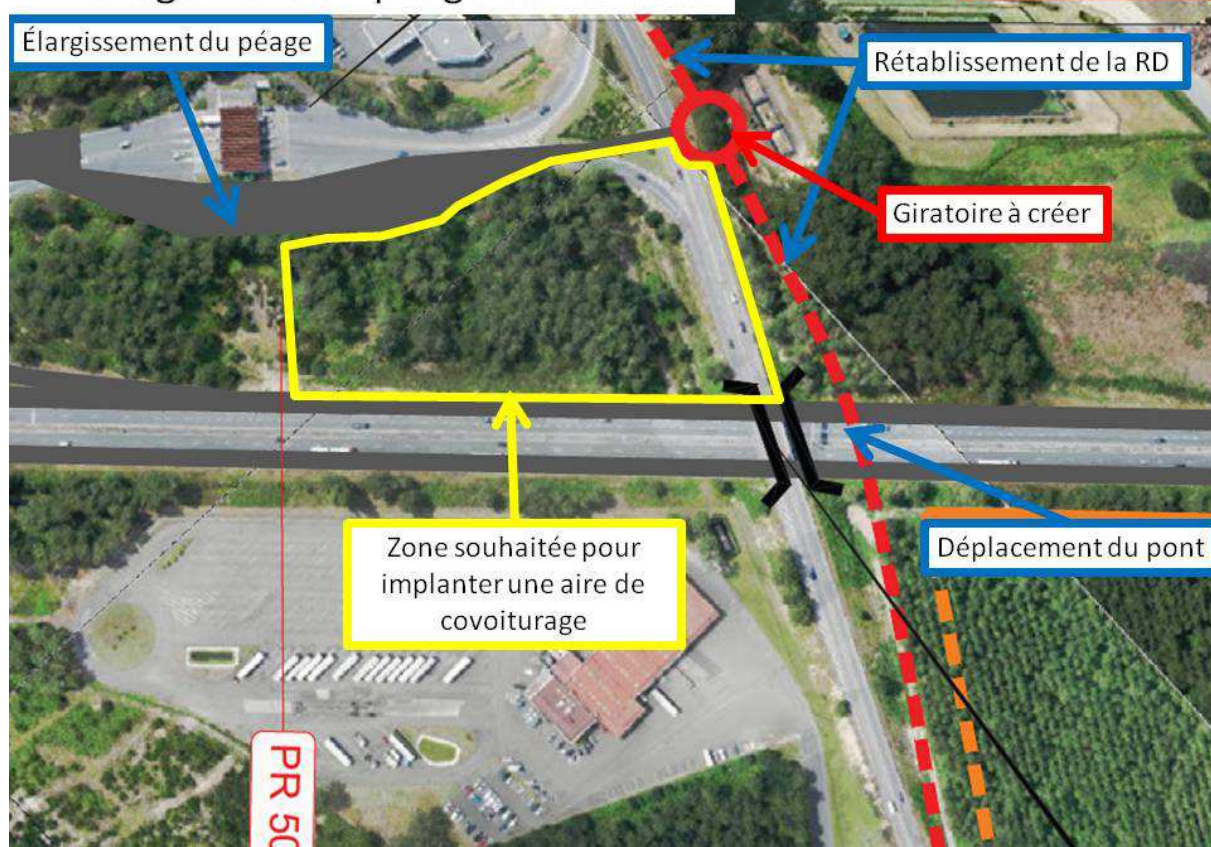 Élargissement du péage
Rétablissement de la RD
Giratoire à créer
Zone souhaitée pour
implanter une aire de
covoiturage
Déplacement du pont
PR 50